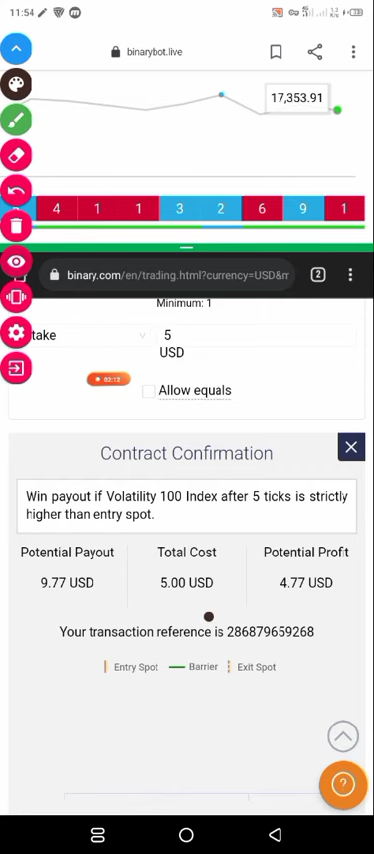 11:54
binarybot.live
17,353.91
4 1 1 3 2 6 9 1
binary.com/en/trading.html?currency=USD&m
2
Minimum: 1
take
5
USD
02:12
Allow equals
Contract Confirmation
Win payout if Volatility 100 Index after 5 ticks is strictly
higher than entry spot.
Potential Payout Total Cost Potential Profit
9.77 USD 5.00 USD 4.77 USD
Your transaction reference is 286879659268
Entry Spot Barrier Exit Spot